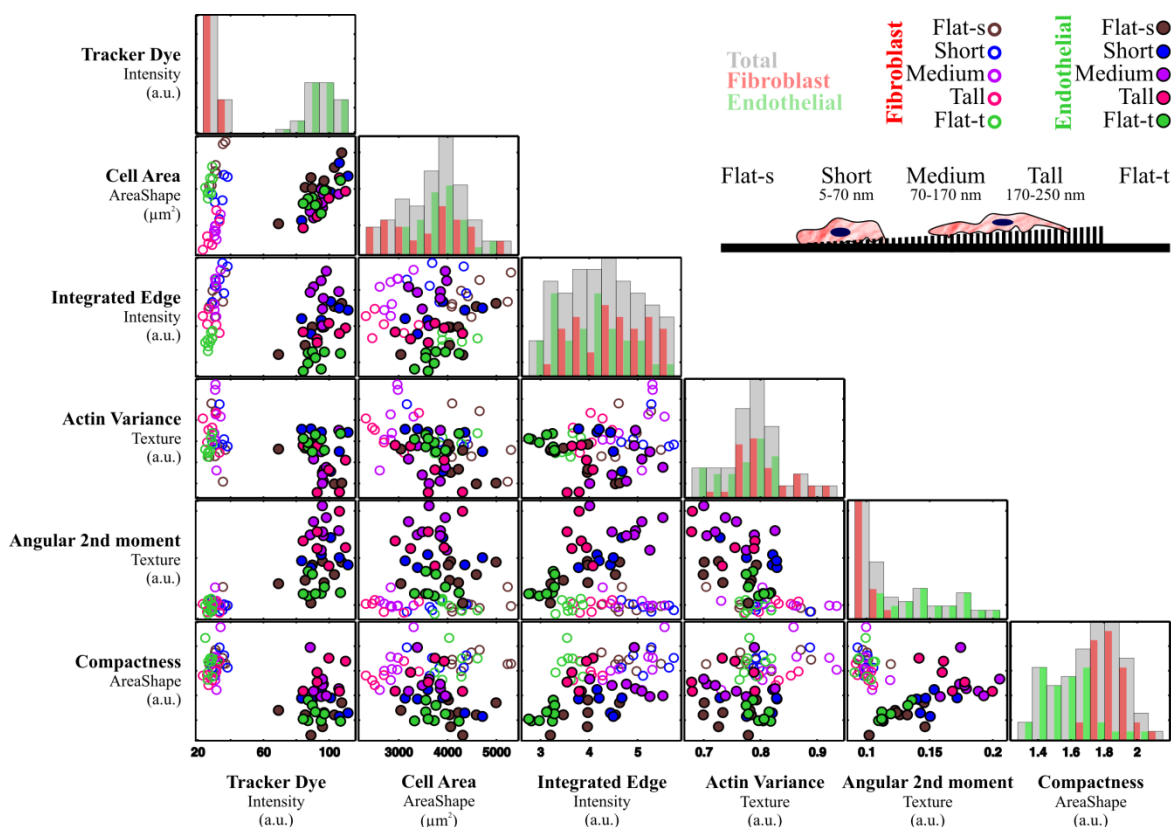 Tracker Dye
Intensity
(a.u.)
Total
Fibroblast
Endothelial
Fibroblast
Flat-s
Short
Medium
Tall
Flat-t
Endothelial
Flat-s
Short
Medium
Tall
Flat-t
Cell Area
AreaShape
(μm²)
Flat-s Short Medium Tall Flat-t
5-70 nm 70-170 nm 170-250 nm
Integrated Edge
Intensity
(a.u.)
Actin Variance
Texture
(a.u.)
Angular 2nd moment
Texture
(a.u.)
Compactness
AreaShape
(a.u.)
20 60 100 3000 4000 5000 3 4 5 0.7 0.8 0.9 0.1 0.15 0.2 1.4 1.6 1.8 2
Tracker Dye Cell Area Integrated Edge Actin Variance Angular 2nd moment Compactness
Intensity AreaShape Intensity Texture Texture AreaShape
(a.u.) (μm²) (a.u.) (a.u.) (a.u.) (a.u.)